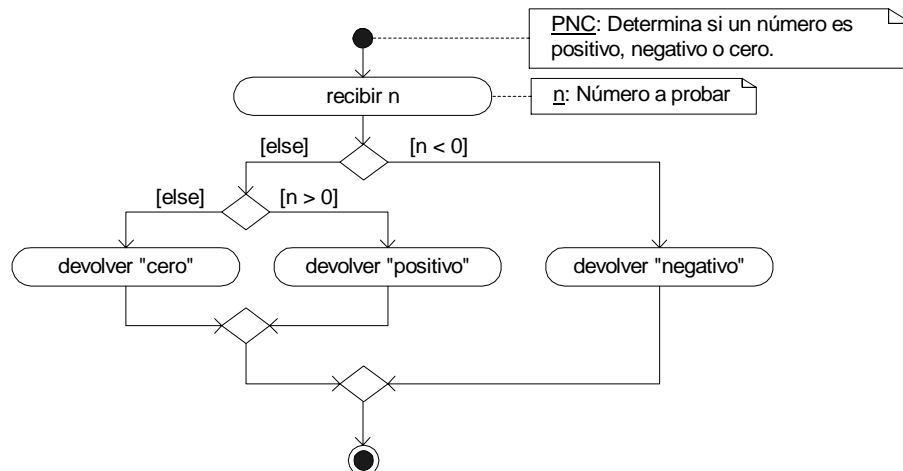 PNC: Determina si un número es
positivo, negativo o cero.
recibir n
n: Número a probar
[else]
[n < 0]
[else]
[n > 0]
devolver "cero"
devolver "positivo"
devolver "negativo"